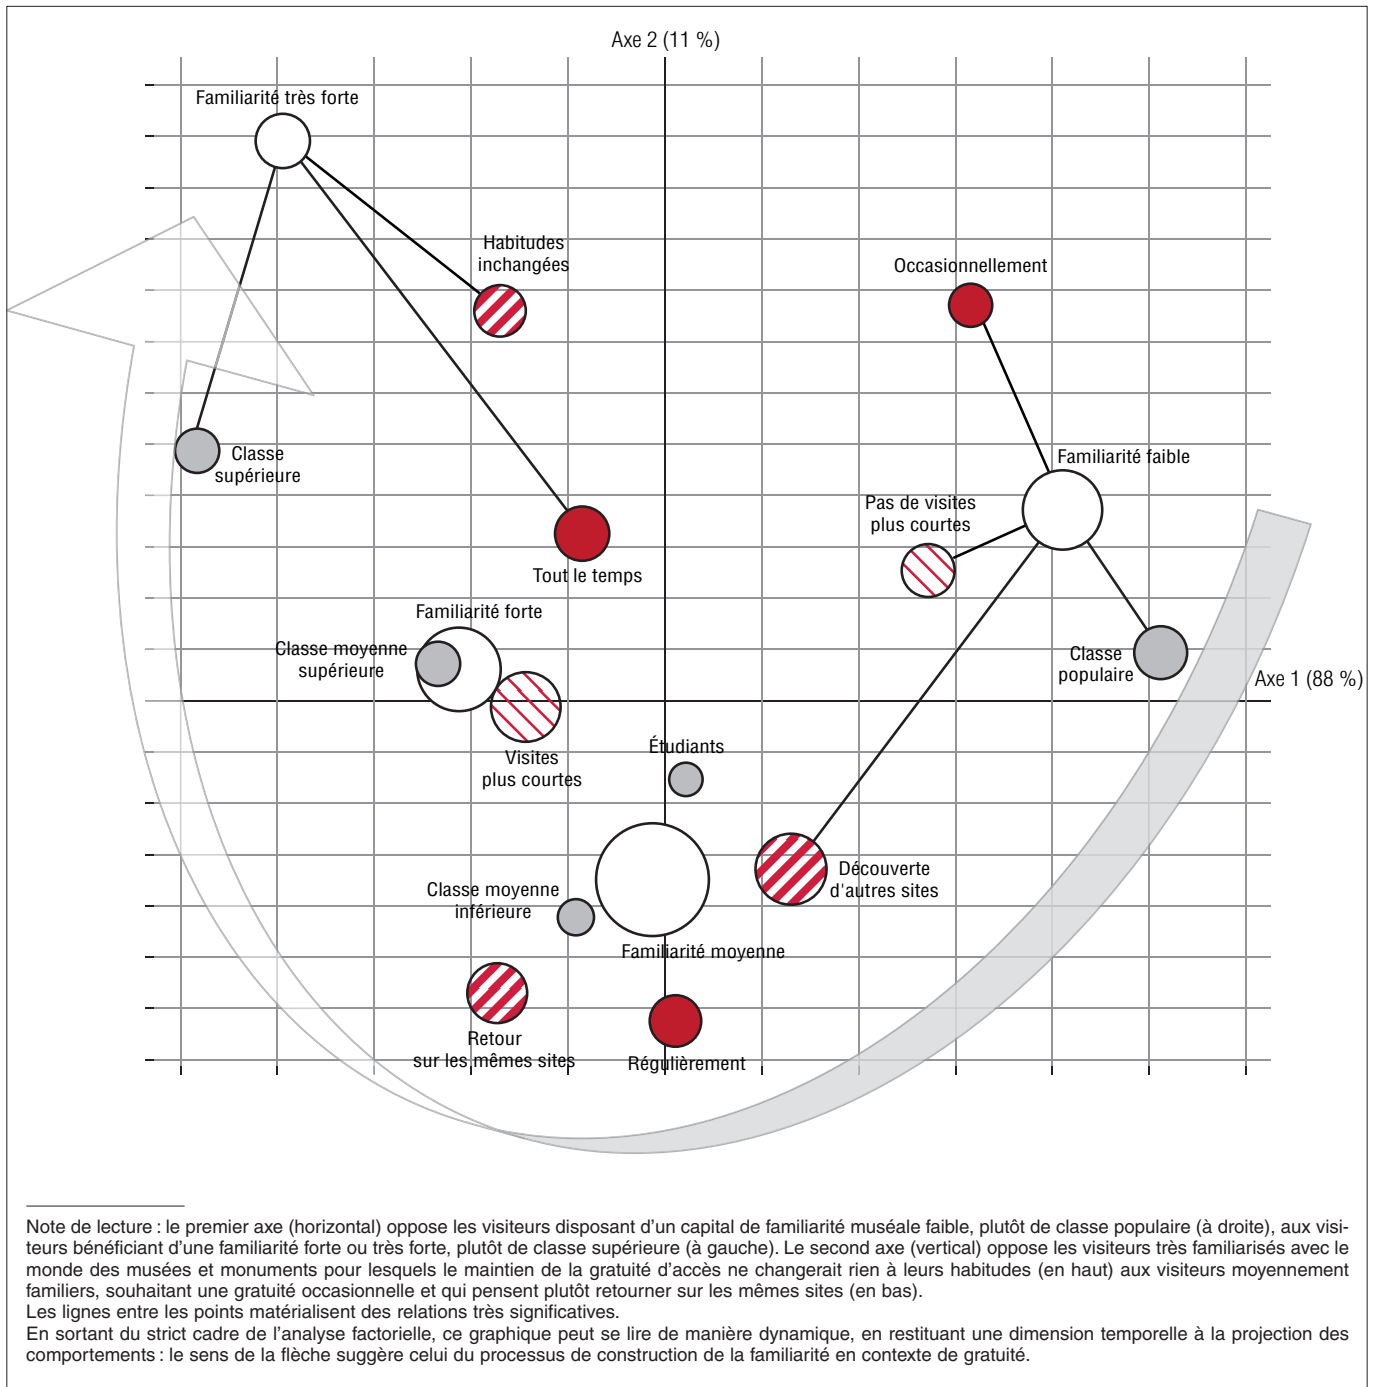 Axe 2 (11 %)
Familiarité très forte
Habitudes
inchangées
Occasionnellement
Classe
supérieure
Familiarité faible
Pas de visites
plus courtes
Tout le temps
Familiarité forte
Classe moyenne
supérieure
Classe
populaire
Axe 1 (88 %)
Visites
plus courtes
Étudiants
Découverte
d'autres sites
Classe moyenne
inférieure
Familiarité moyenne
Retour
sur les mêmes sites
Régulièrement
Note de lecture : le premier axe (horizontal) oppose les visiteurs disposant d’un capital de familiarité muséale faible, plutôt de classe populaire (à droite), aux visi-
teurs bénéficiant d’une familiarité forte ou très forte, plutôt de classe supérieure (à gauche). Le second axe (vertical) oppose les visiteurs très familiarisés avec le
monde des musées et monuments pour lesquels le maintien de la gratuité d’accès ne changerait rien à leurs habitudes (en haut) aux visiteurs moyennement
familiers, souhaitant une gratuité occasionnelle et qui pensent plutôt retourner sur les mêmes sites (en bas).
Les lignes entre les points matérialisent des relations très significatives.
En sortant du strict cadre de l’analyse factorielle, ce graphique peut se lire de manière dynamique, en restituant une dimension temporelle à la projection des
comportements : le sens de la flèche suggère celui du processus de construction de la familiarité en contexte de gratuité.